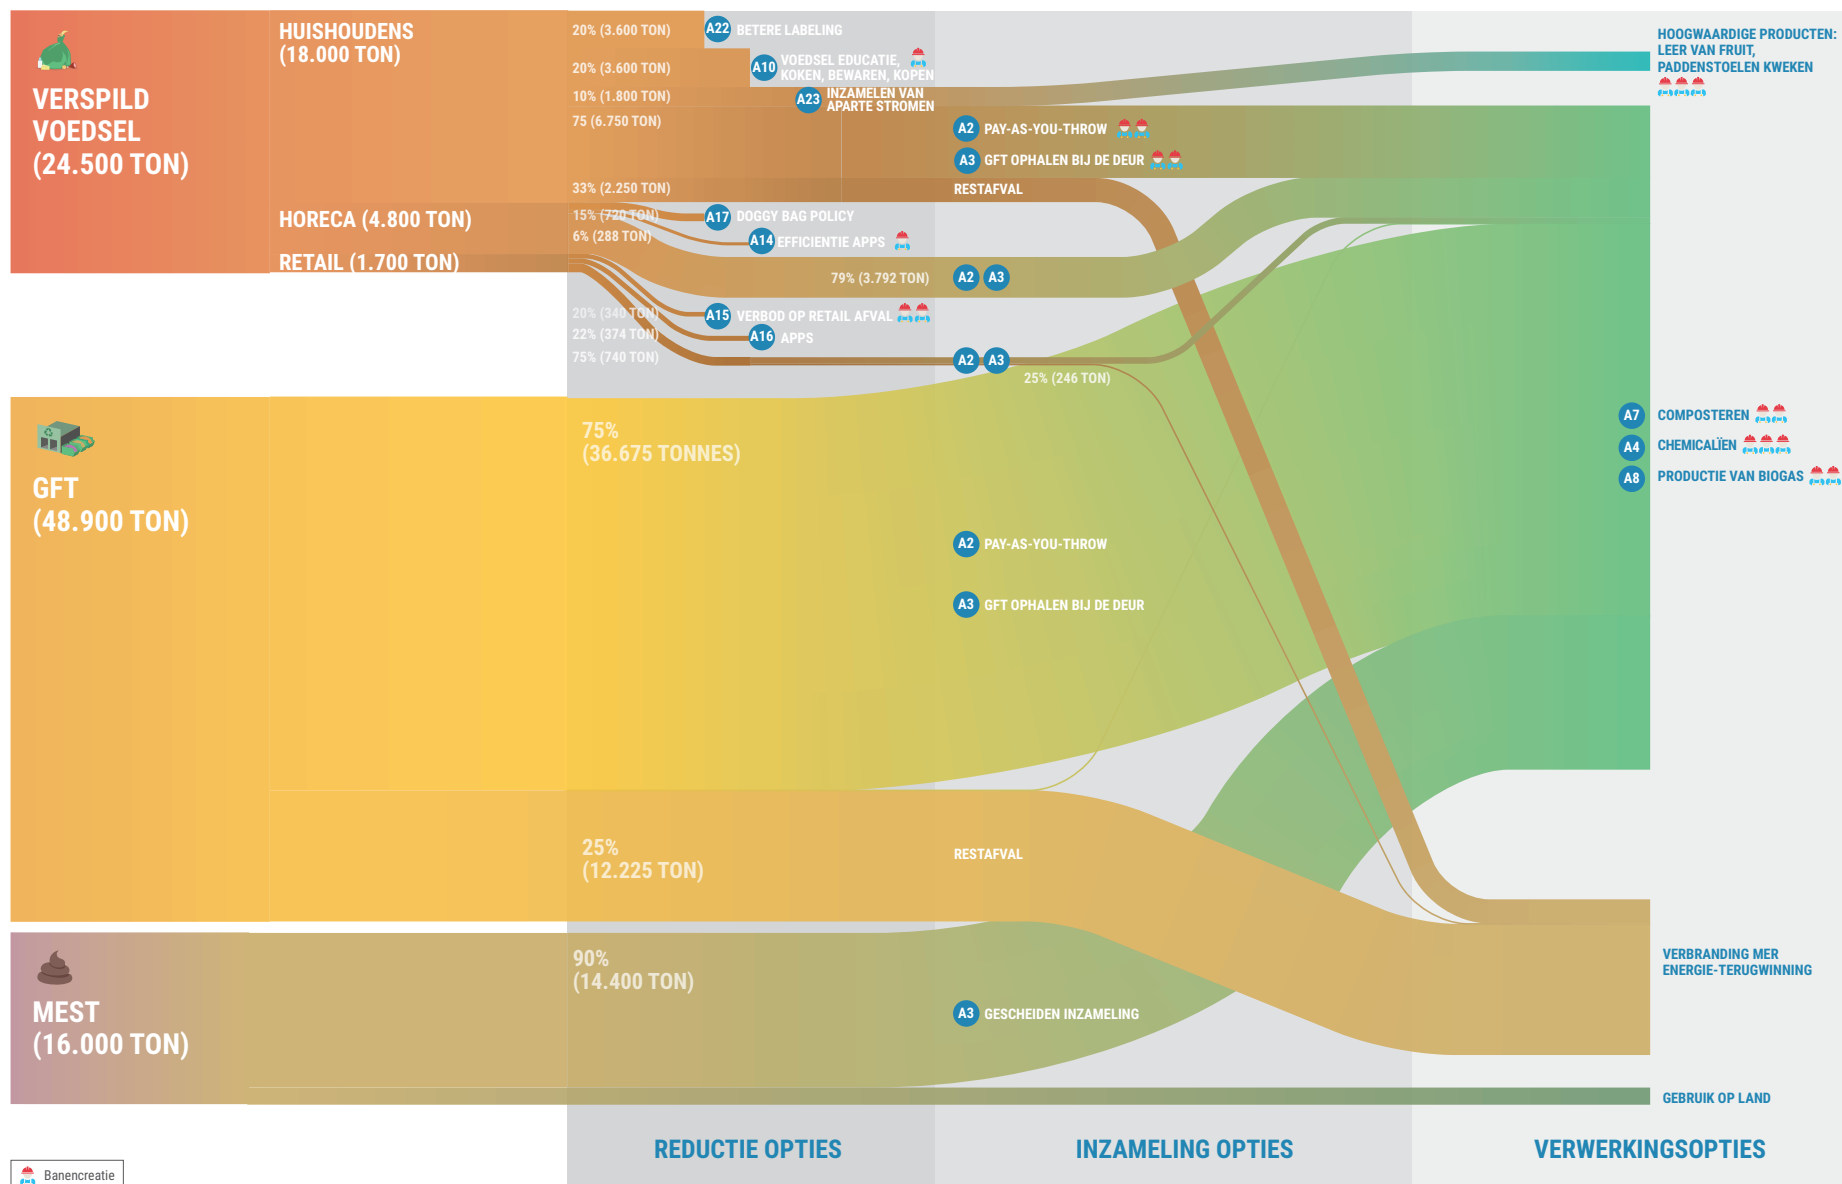 VERSPILD
VOEDSEL
(24.500 TON)
HUISHOUDENS
(18.000 TON)
HORECA (4.800 TON)
RETAIL (1.700 TON)
20% (3.600 TON)
A22 BETERE LABELING
20% (3.600 TON)
A10 VOEDSEL EDUCATIE,
KOKEN, BEWAREN, KOPEN
10% (1.800 TON)
A23 INZAMELEN VAN
APARTE STROMEN
75 (6.750 TON)
A2 PAY-AS-YOU-THROW
A3 GFT OPHALEN BIJ DE DEUR
33% (2.250 TON)
RESTAFVAL
15% (720 TON)
A17 DOGGY BAG POLICY
6% (288 TON)
A14 EFFICIENTIE APPS
79% (3.792 TON)
A2 A3
20% (340 TON)
A15 VERBOD OP RETAIL AFVAL
22% (374 TON)
A16 APPS
75% (740 TON)
A2 A3
25% (246 TON)
HOOGWAARDIGE PRODUCTEN:
LEER VAN FRUIT,
PADDENSTOELEN KWEKEN
GFT
(48.900 TON)
75%
(36.675 TONNES)
A2 PAY-AS-YOU-THROW
A3 GFT OPHALEN BIJ DE DEUR
A7 COMPOSTEREN
A4 CHEMICALÏEN
A8 PRODUCTIE VAN BIOGAS
25%
(12.225 TON)
RESTAFVAL
MEST
(16.000 TON)
90%
(14.400 TON)
A3 GESCHEIDEN INZAMELING
VERBRANDING MER
ENERGIE-TERUGWINNING
GEBRUIK OP LAND
REDUCTIE OPTIES
INZAMELING OPTIES
VERWERKINGSOPTIES
Banencreatie